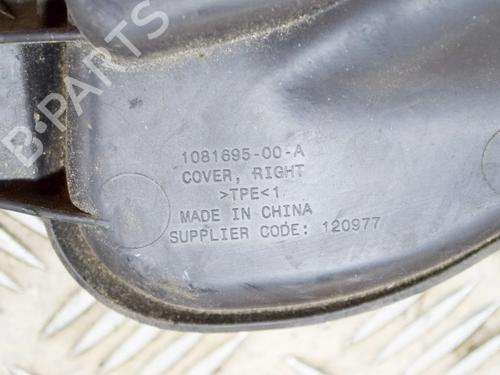 B-PARTS
1081695-00-A
COVER, RIGHT
>TPE<1
MADE IN CHINA
SUPPLIER CODE: 120977